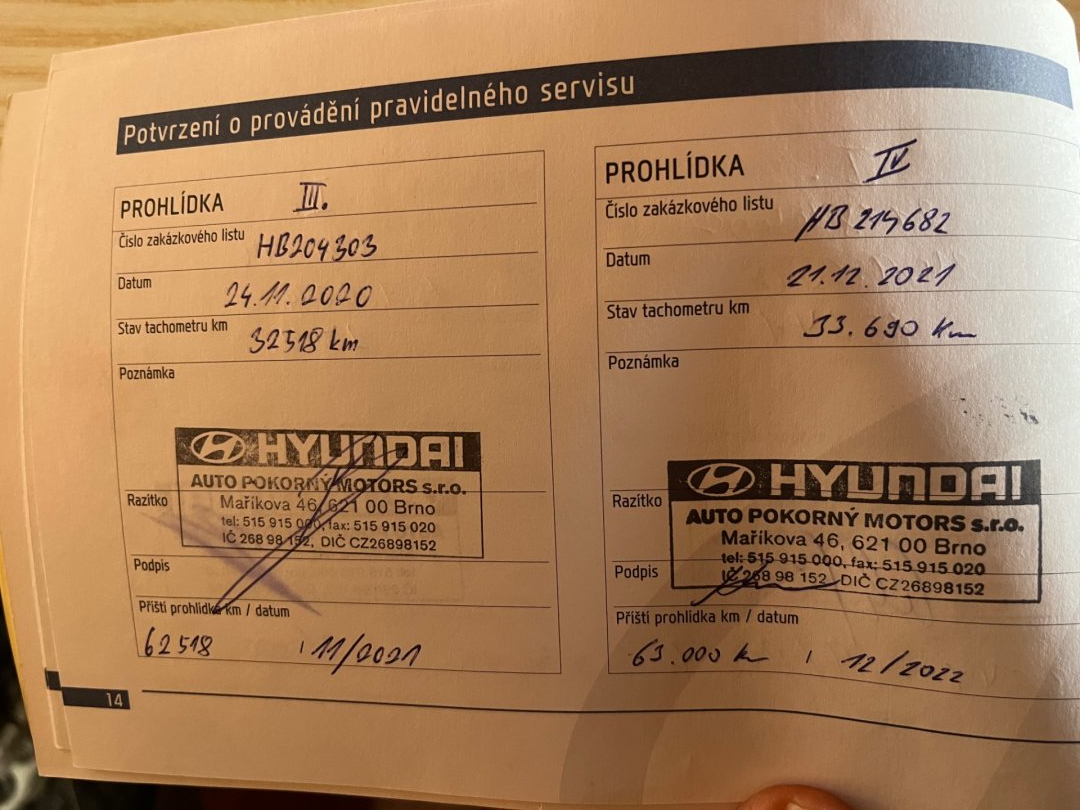 Potvrzení o provádění pravidelného servisu
PROHLÍDKA III.
Číslo zakázkového listu HB204303
Datum 24.11.2020
Stav tachometru km 32518 km
Poznámka
HYUNDAI
AUTO POKORNÝ MOTORS s.r.o.
Maříkova 46, 621 00 Brno
tel: 515 915 000, fax: 515 915 020
IČ 268 98 152, DIČ CZ26898152
Razítko
Podpis
Příští prohlídka km / datum
62518 / 11/2021
PROHLÍDKA IV
Číslo zakázkového listu HB 214682
Datum 21.12.2021
Stav tachometru km 33.690 km
Poznámka
HYUNDAI
AUTO POKORNÝ MOTORS s.r.o.
Maříkova 46, 621 00 Brno
tel: 515 915 000, fax: 515 915 020
IČ 268 98 152, DIČ CZ26898152
Razítko
Podpis
Příští prohlídka km / datum
63.000 km / 12/2022
14